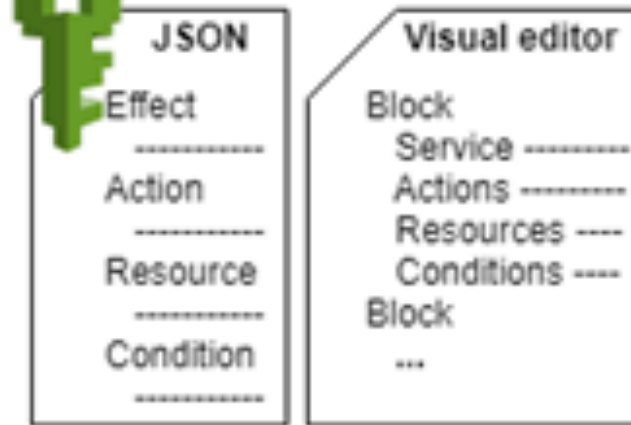 JSON
Effect
-----------
Action
-----------
Resource
-----------
Condition
-----------
Visual editor
Block
Service ---------
Actions ---------
Resources ----
Conditions ----
Block
...